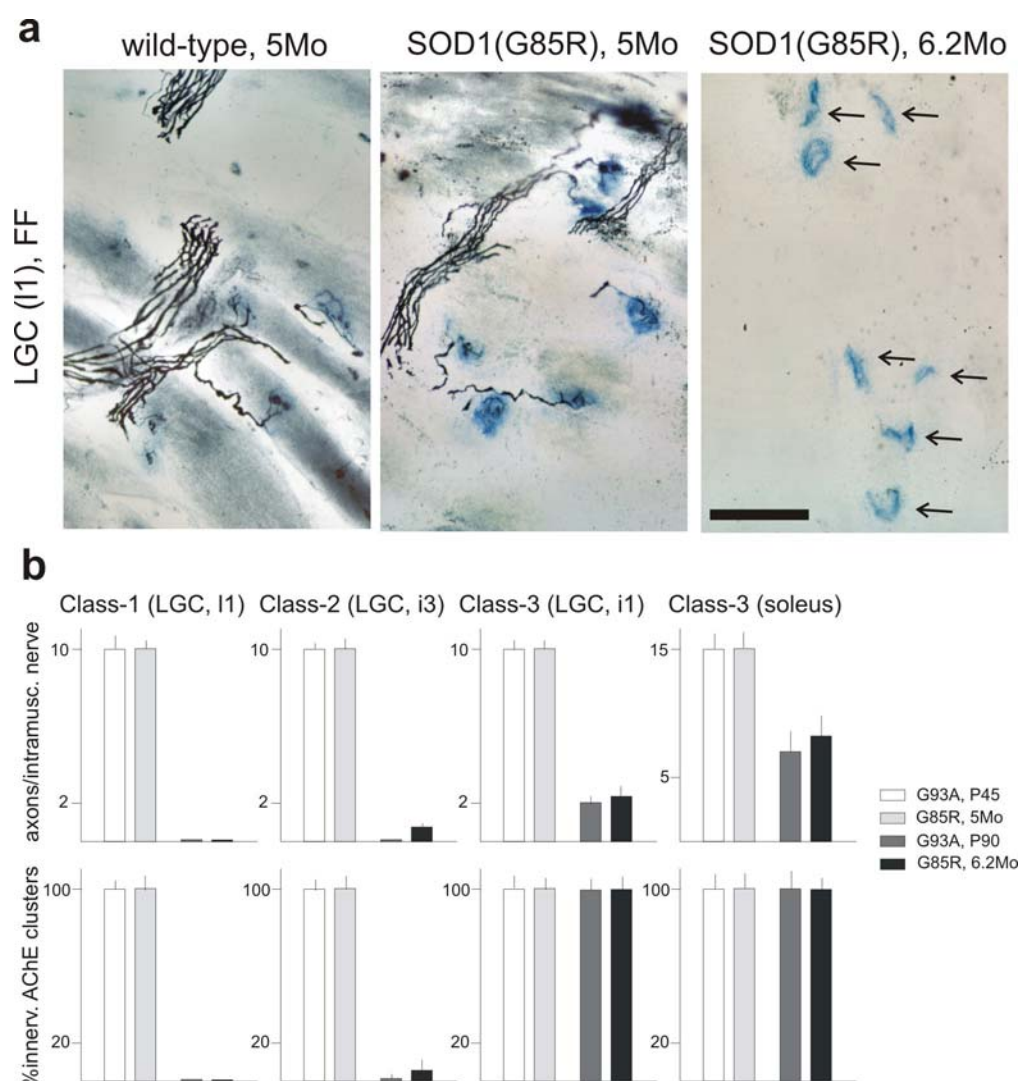 a
wild-type, 5Mo
SOD1(G85R), 5Mo
SOD1(G85R), 6.2Mo
LGC (l1), FF
b
Class-1 (LGC, l1)
Class-2 (LGC, i3)
Class-3 (LGC, i1)
Class-3 (soleus)
axons/intramusc. nerve
10
2
10
2
10
2
15
5
G93A, P45
G85R, 5Mo
G93A, P90
G85R, 6.2Mo
%innerv. AChE clusters
100
20
100
20
100
20
100
20